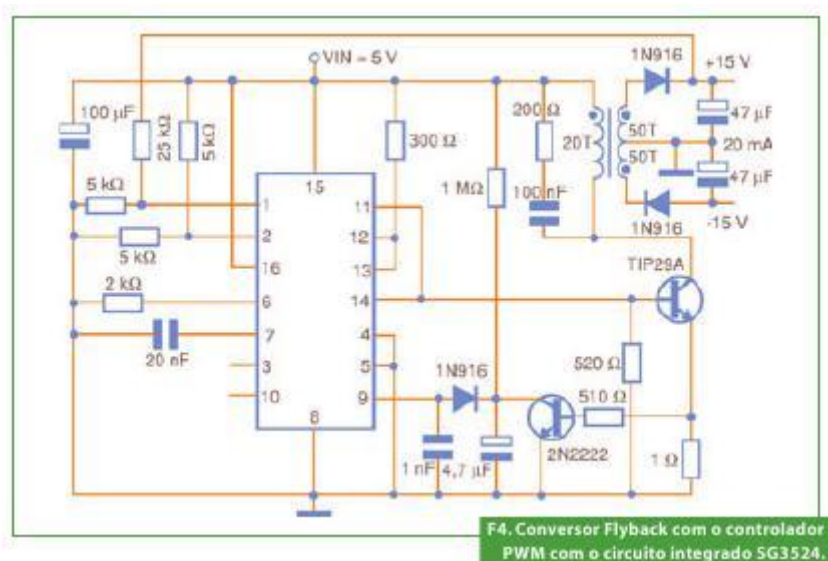 VIN = 5 V
1N916
+15 V
100 µF
25 kΩ
5 kΩ
300 Ω
200 Ω
20T
50T
50T
47 µF
20 mA
47 µF
1 MΩ
100 nF
5 kΩ
15
1
11
1N916
-15 V
5 kΩ
2
12
TIP29A
16
13
2 kΩ
6
14
7
4
20 nF
3
5
1N916
520 Ω
510 Ω
10
9
8
2N2222
1 Ω
1 nF
4,7 µF
F4. Conversor Flyback com o controlador
PWM com o circuito integrado SG3524.